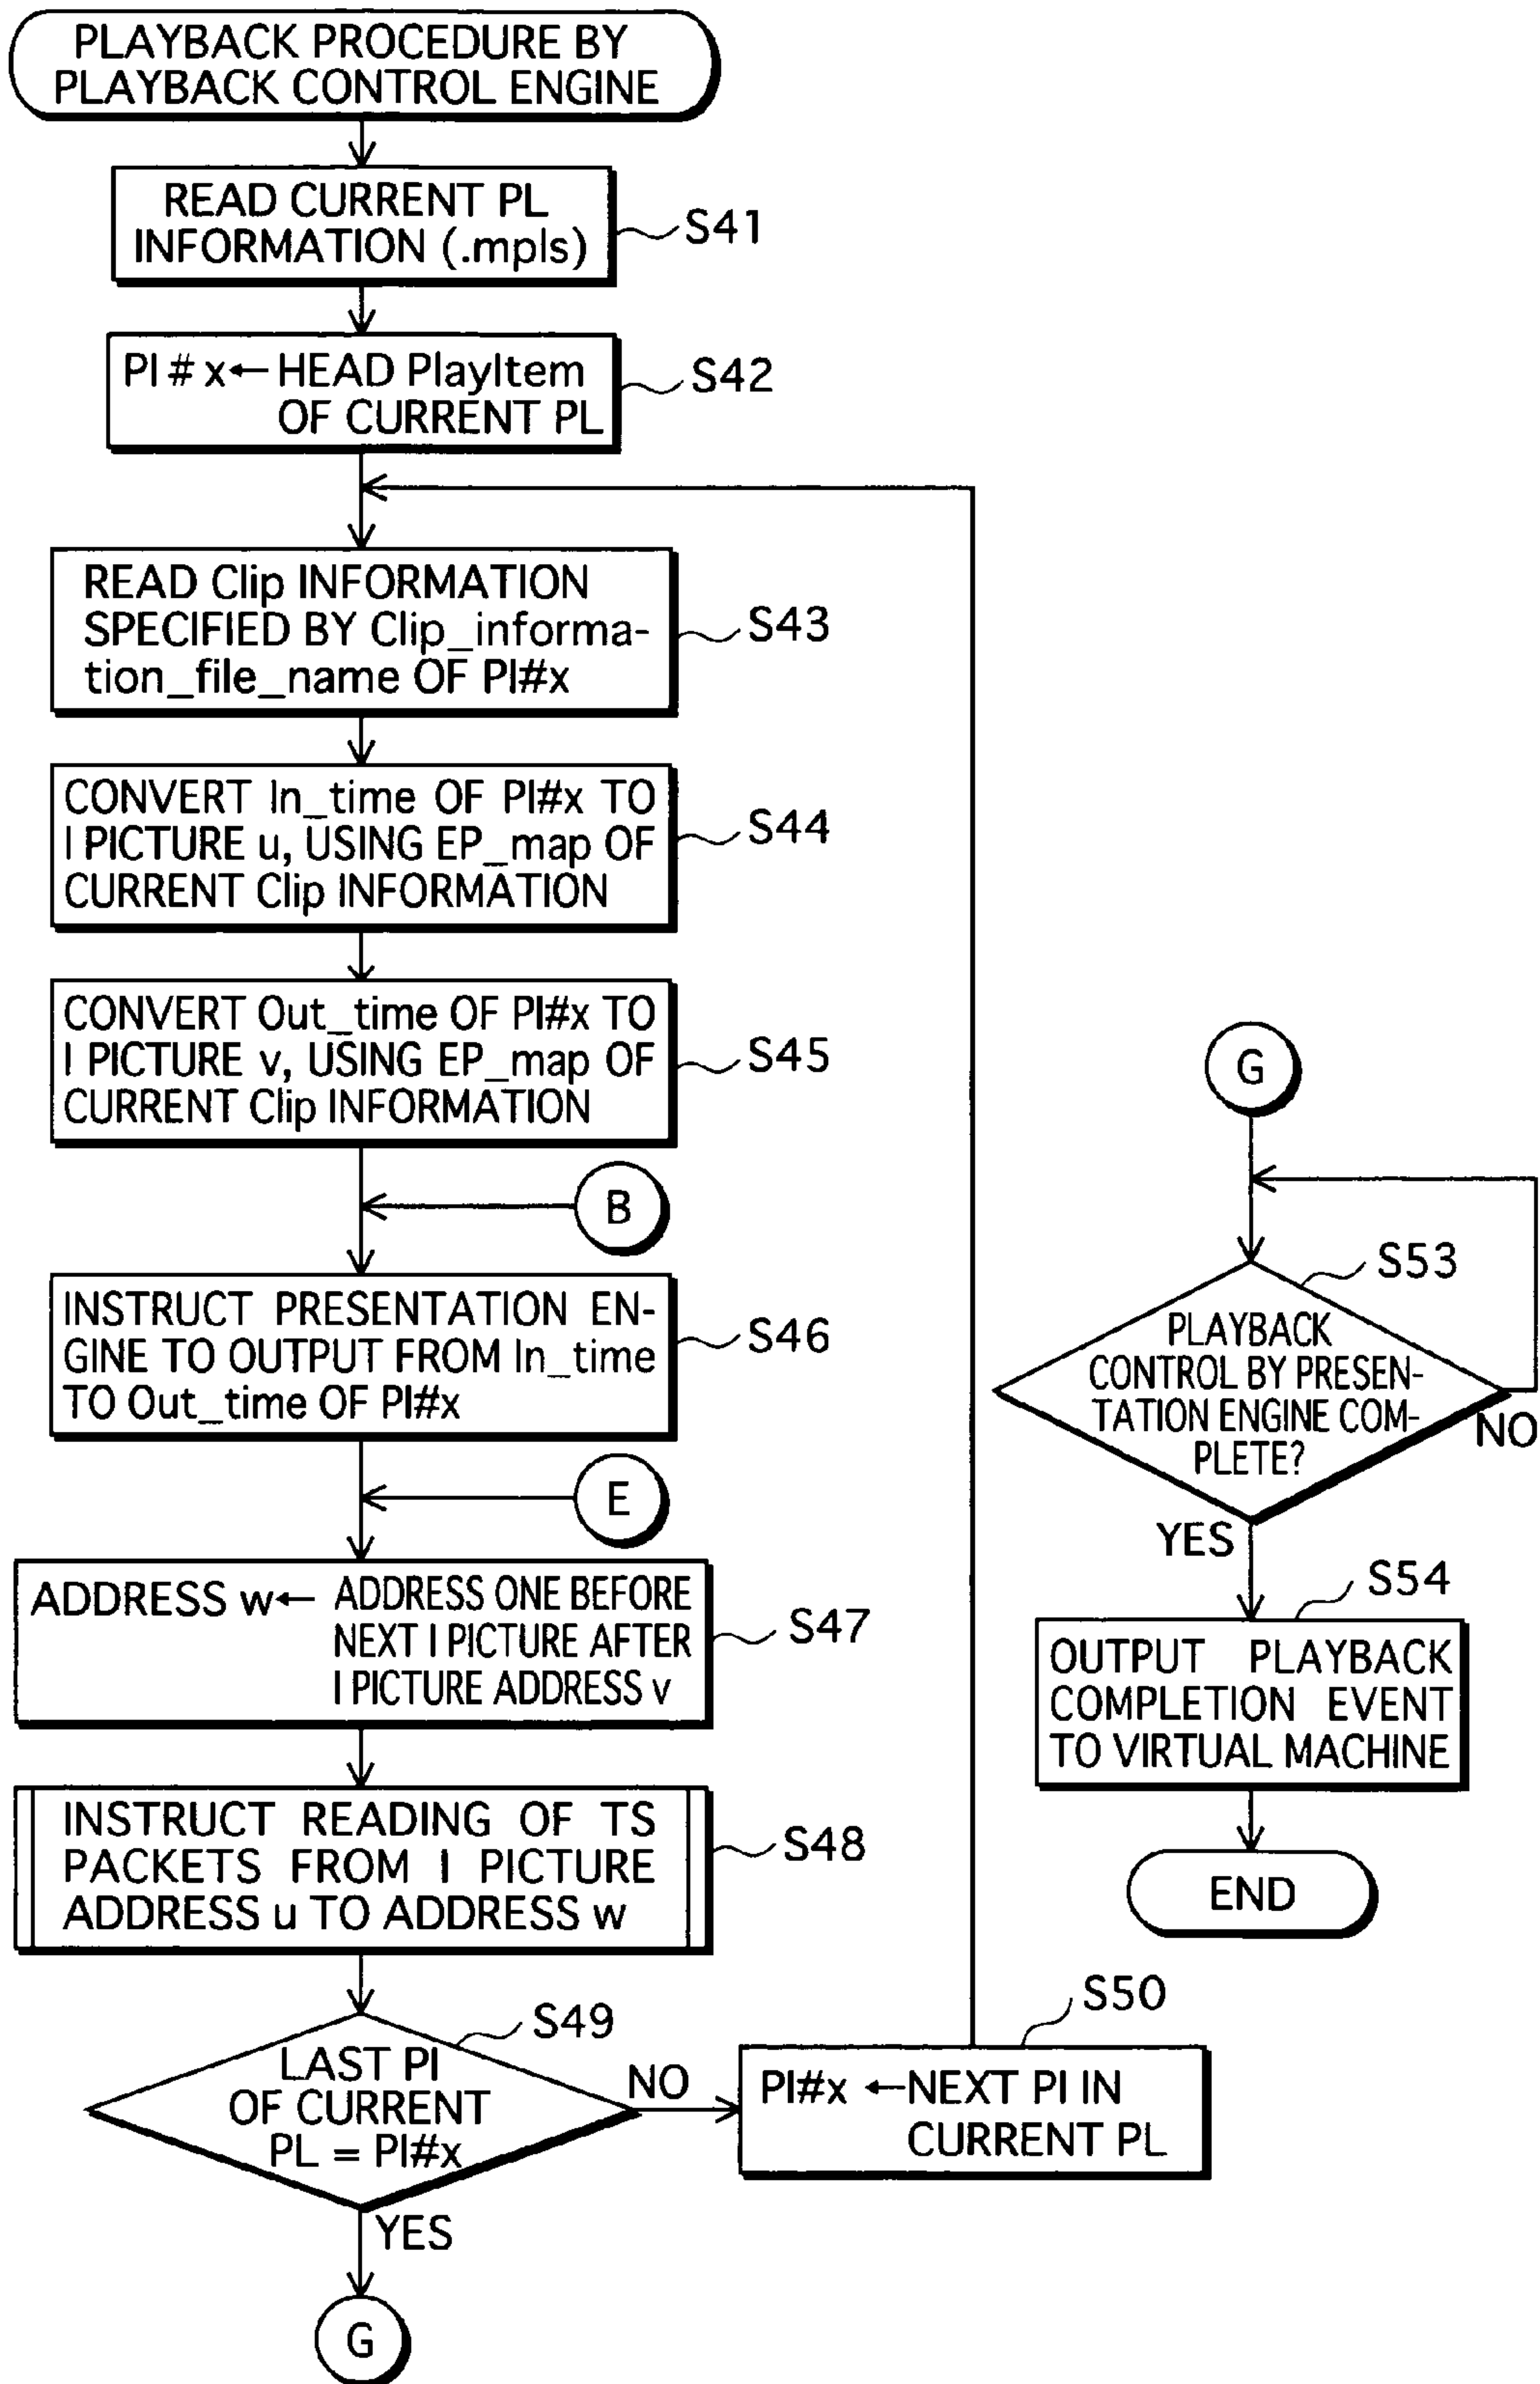 PLAYBACK PROCEDURE BY
PLAYBACK CONTROL ENGINE
READ CURRENT PL
INFORMATION (.mpls)
S41
PI # x← HEAD PlayItem
OF CURRENT PL
S42
READ Clip INFORMATION
SPECIFIED BY Clip_informa-
tion_file_name OF PI#x
S43
CONVERT In_time OF PI#x TO
I PICTURE u, USING EP_map OF
CURRENT Clip INFORMATION
S44
CONVERT Out_time OF PI#x TO
I PICTURE v, USING EP_map OF
CURRENT Clip INFORMATION
S45
B
INSTRUCT PRESENTATION EN-
GINE TO OUTPUT FROM In_time
TO Out_time OF PI#x
S46
E
ADDRESS w← ADDRESS ONE BEFORE
NEXT I PICTURE AFTER
I PICTURE ADDRESS v
S47
INSTRUCT READING OF TS
PACKETS FROM I PICTURE
ADDRESS u TO ADDRESS w
S48
LAST PI
OF CURRENT
PL = PI#x
S49
NO
YES
PI#x ←NEXT PI IN
CURRENT PL
S50
G
G
PLAYBACK
CONTROL BY PRESEN-
TATION ENGINE COM-
PLETE?
S53
NO
YES
OUTPUT PLAYBACK
COMPLETION EVENT
TO VIRTUAL MACHINE
S54
END